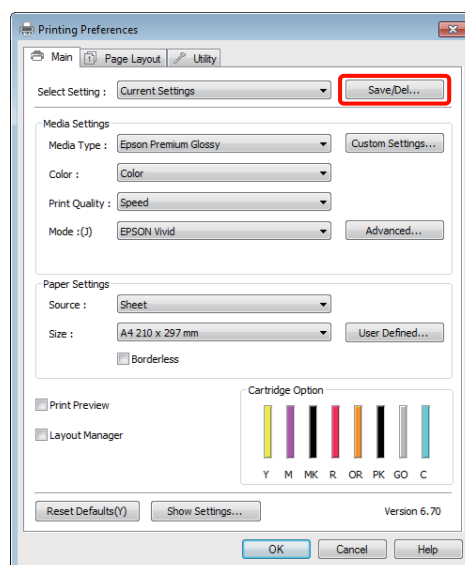 Printing Preferences
Main Page Layout Utility
Select Setting : Current Settings Save/Del...
Media Settings
Media Type : Epson Premium Glossy Custom Settings...
Color : Color
Print Quality : Speed
Mode :(J) EPSON Vivid Advanced...
Paper Settings
Source : Sheet
Size : A4 210 x 297 mm User Defined...
Borderless
Cartridge Option
Print Preview
Layout Manager
Y M MK R OR PK GO C
Reset Defaults(Y) Show Settings... Version 6.70
OK Cancel Help